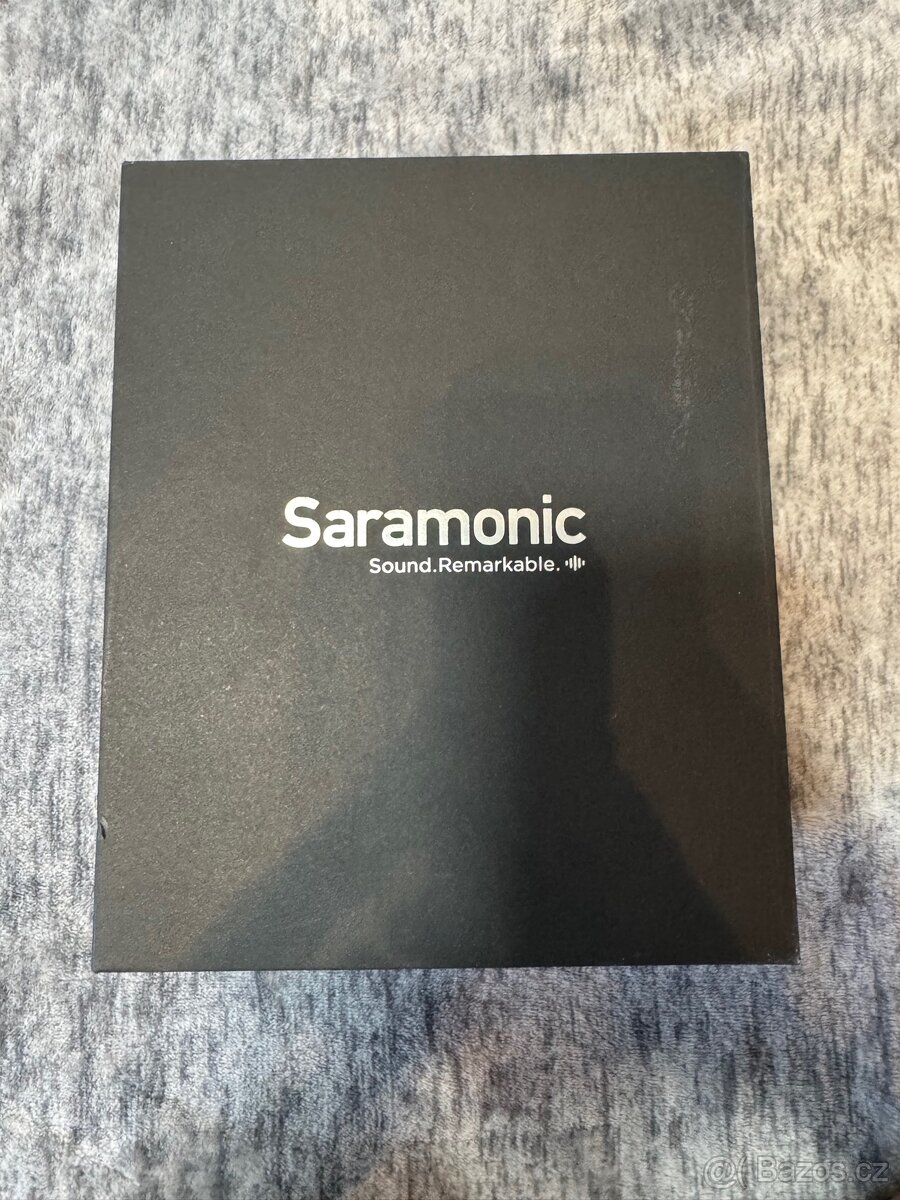 Saramonic
Sound.Remarkable.
@ Bazos.cz